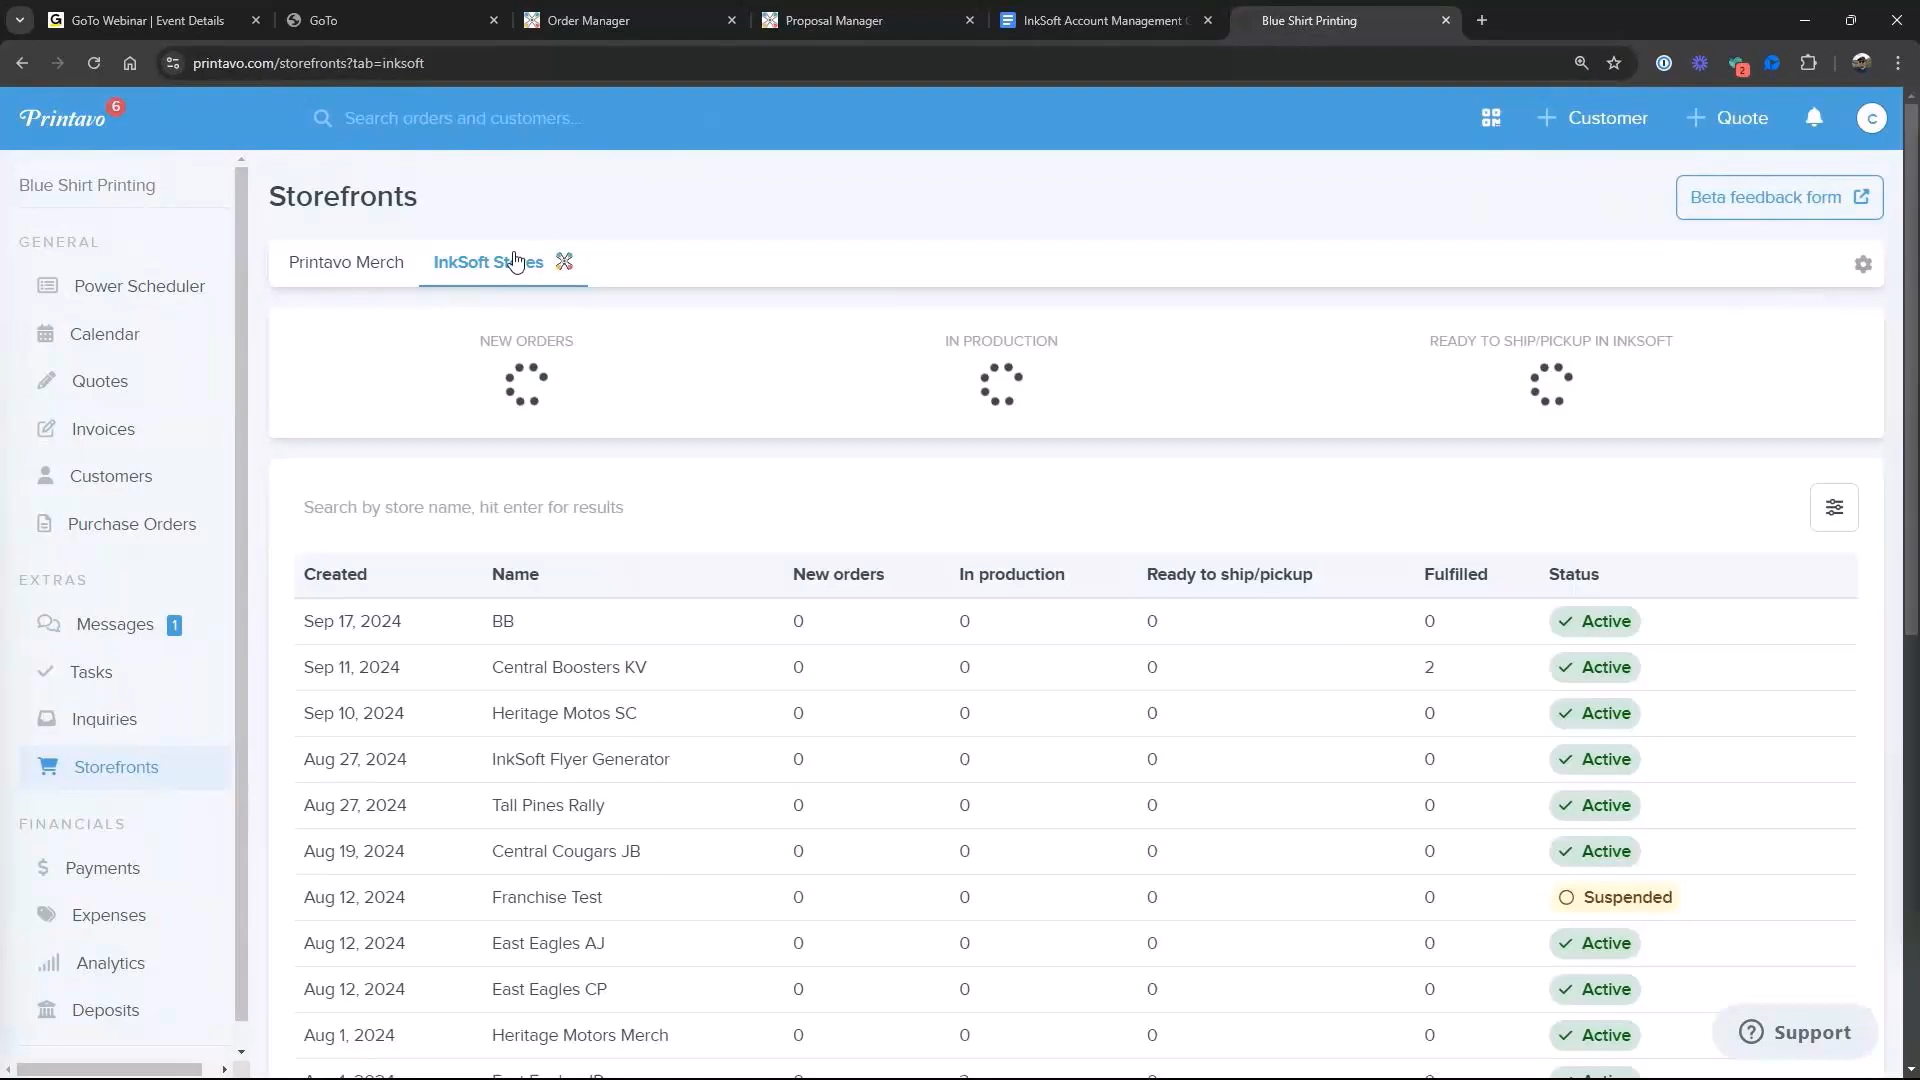 GoTo Webinar | Event Details
GoTo
Order Manager
Proposal Manager
InkSoft Account Management
Blue Shirt Printing
printavo.com/storefronts?tab=inksoft
2
Printavo
6
Search orders and customers...
Customer
Quote
C
Blue Shirt Printing
GENERAL
Power Scheduler
Calendar
Quotes
Invoices
Customers
Purchase Orders
EXTRAS
Messages 1
Tasks
Inquiries
Storefronts
FINANCIALS
Payments
Expenses
Analytics
Deposits
Storefronts
Beta feedback form
Printavo Merch
InkSoft Stores
NEW ORDERS
IN PRODUCTION
READY TO SHIP/PICKUP IN INKSOFT
Search by store name, hit enter for results
Created Name New orders In production Ready to ship/pickup Fulfilled Status
Sep 17, 2024 BB 0 0 0 0 Active
Sep 11, 2024 Central Boosters KV 0 0 0 2 Active
Sep 10, 2024 Heritage Motos SC 0 0 0 0 Active
Aug 27, 2024 InkSoft Flyer Generator 0 0 0 0 Active
Aug 27, 2024 Tall Pines Rally 0 0 0 0 Active
Aug 19, 2024 Central Cougars JB 0 0 0 0 Active
Aug 12, 2024 Franchise Test 0 0 0 0 Suspended
Aug 12, 2024 East Eagles AJ 0 0 0 0 Active
Aug 12, 2024 East Eagles CP 0 0 0 0 Active
Aug 1, 2024 Heritage Motors Merch 0 0 0 0 Active
Support